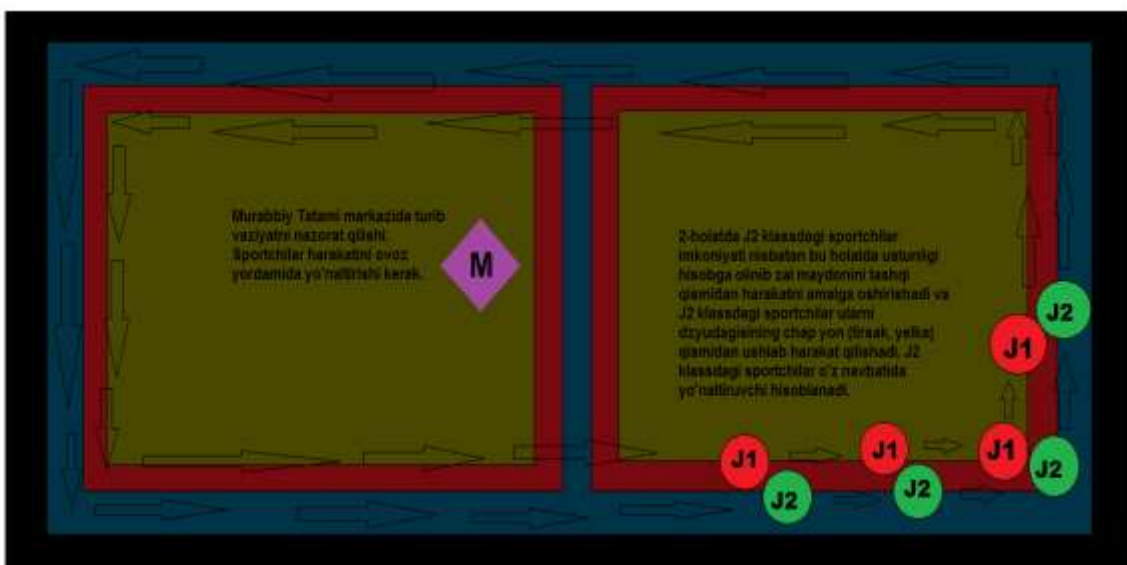 Murabbiy Tatami markazida turib
vaziyatni nazorat qilishi.
Sportchilar harakatini ovoz
yordamida yo'naltirishi kerak.
M
2-holatda J2 klassdagi sportchilar
imkoniyati nisbatan bu holatda ustunligi
hisobga olinib zal maydonini tashqi
qismidan harakatni amalga oshirishadi va
J2 klassdagi sportchilar ularni
dzyudagisining chap yon (tirsak, yelka)
qismidan ushlab harakat qilishadi. J2
klassdagi sportchilar o'z navbatida
yo'naltiruvchi hisoblanadi.
J2
J1
J1
J1
J1
J2
J2
J2